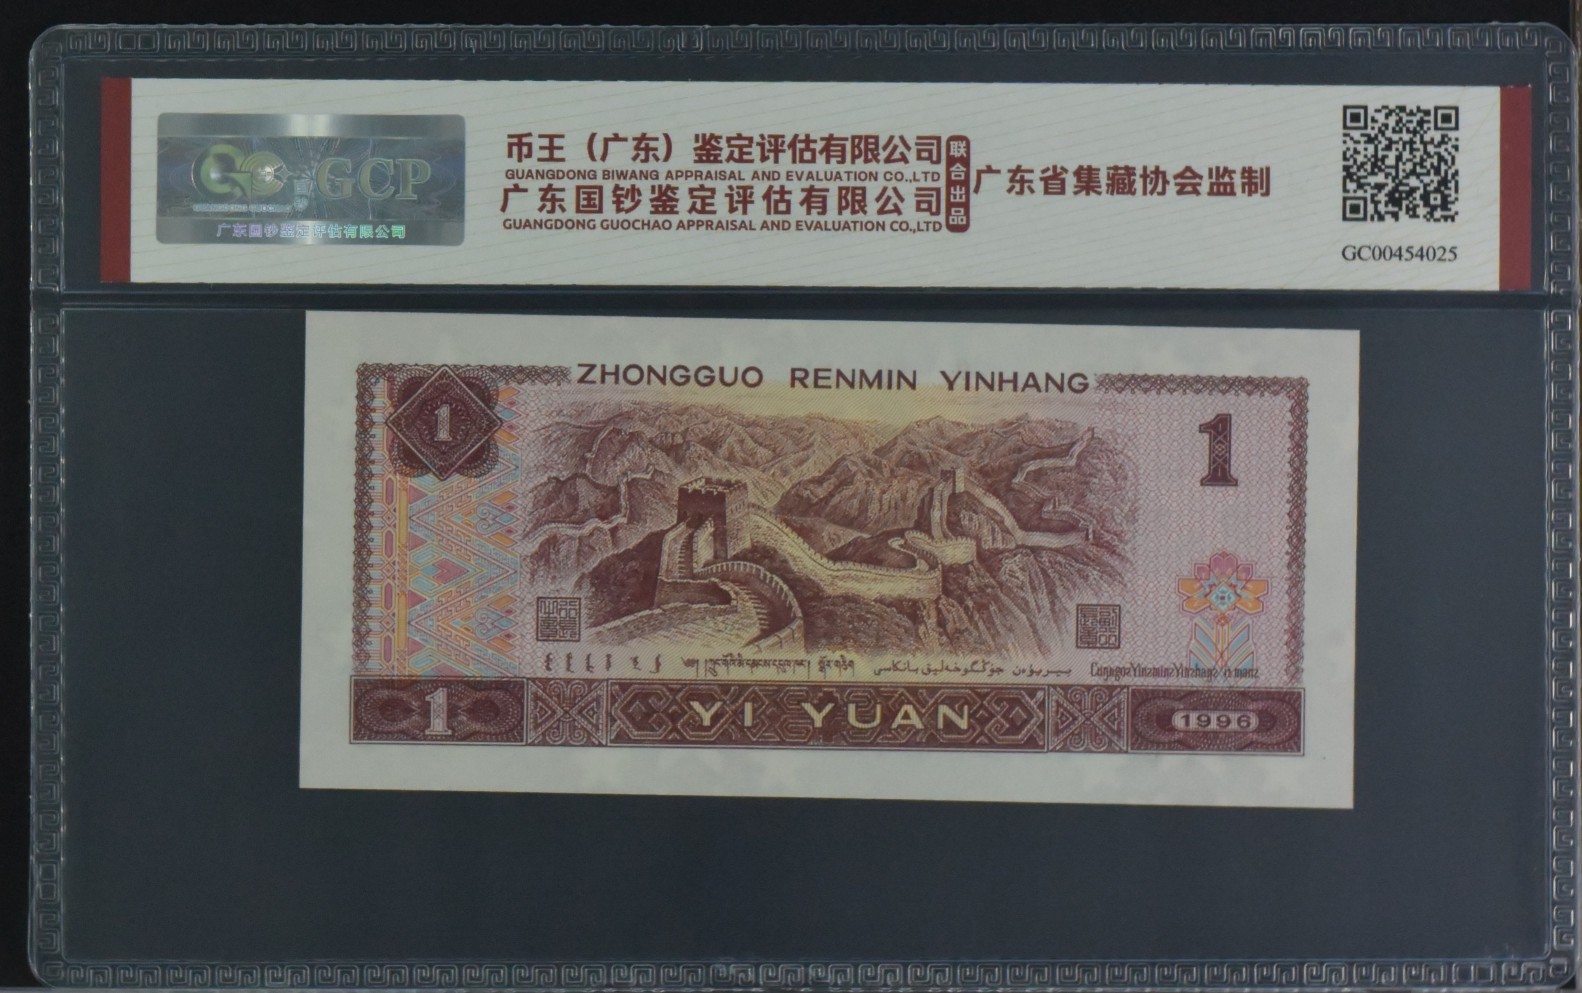 GCP
广东国钞鉴定评估有限公司
币王（广东）鉴定评估有限公司
GUANGDONG BIWANG APPRAISAL AND EVALUATION CO.,LTD
广东国钞鉴定评估有限公司
GUANGDONG GUOCHAO APPRAISAL AND EVALUATION CO.,LTD
联合出品
广东省集藏协会监制
GC00454025
ZHONGGUO RENMIN YINHANG
1
1
1
YI YUAN
1996